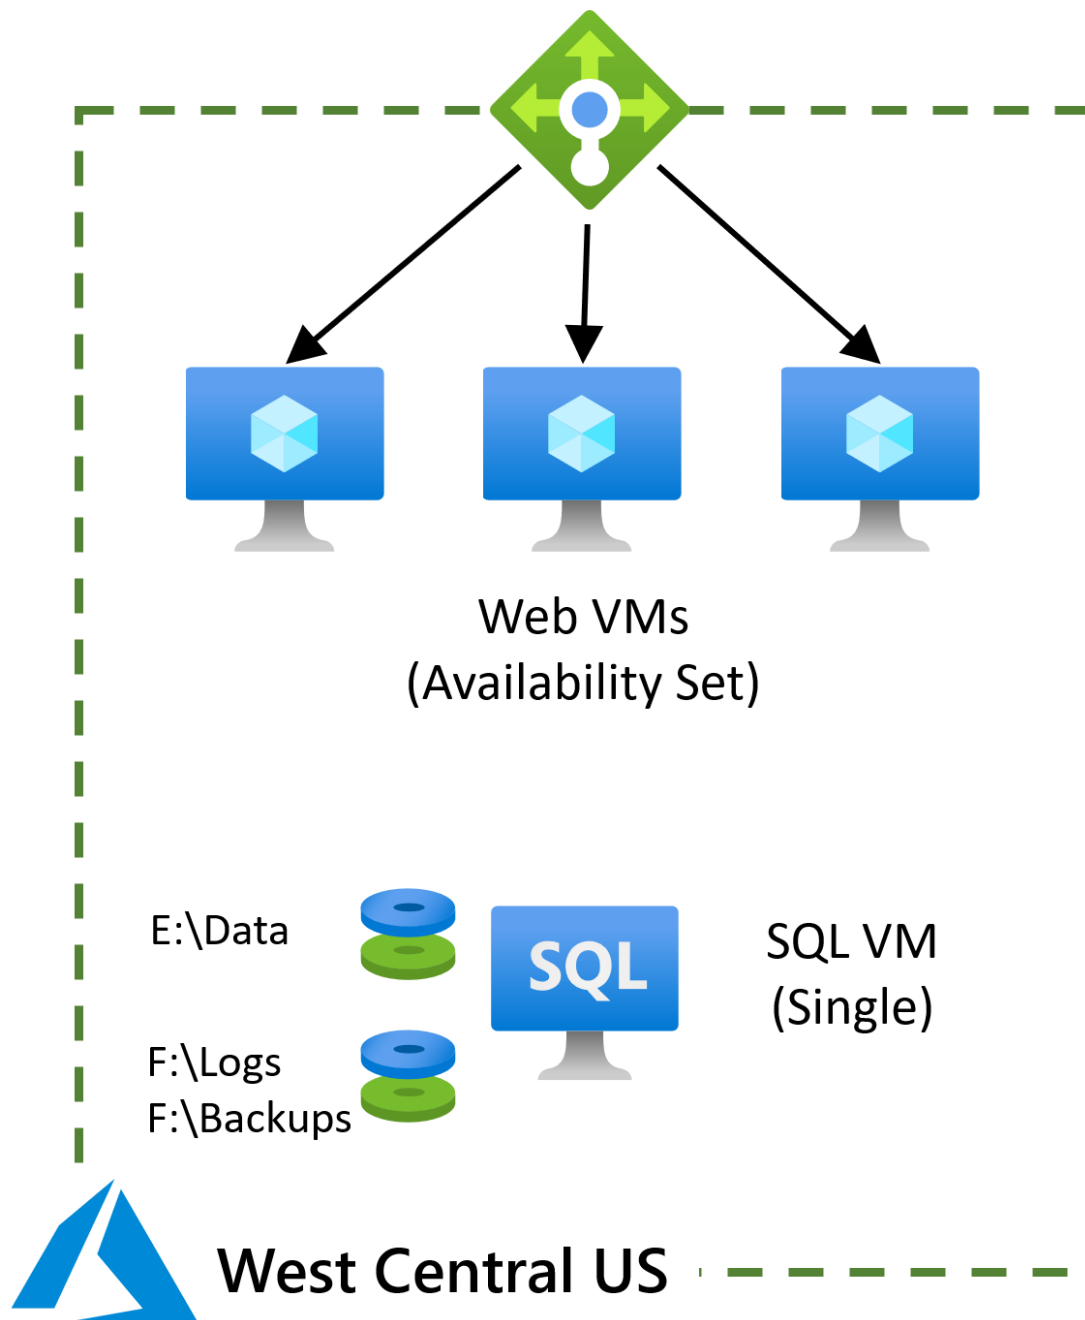 Web VMs
(Availability Set)
E:\Data
SQL
SQL VM
(Single)
F:\Logs
F:\Backups
West Central US